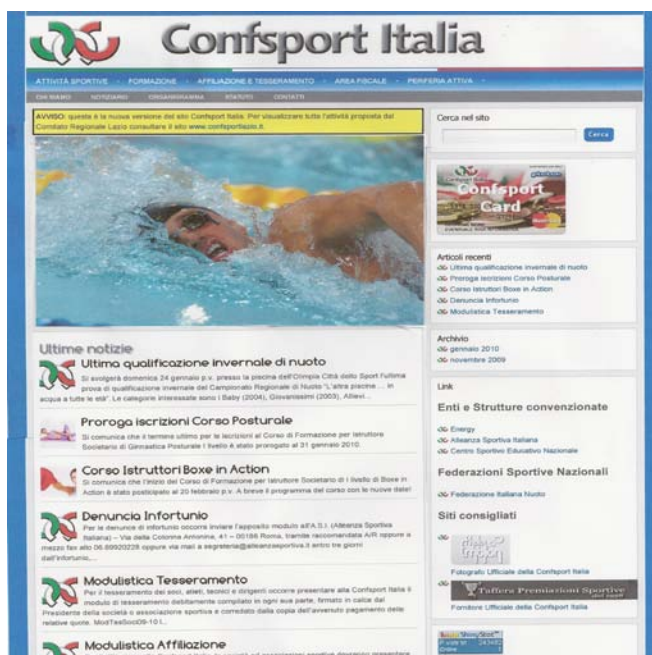 Confsport Italia
ATTIVITÀ SPORTIVE - FORMAZIONE - AFFILIAZIONE E TESSERAMENTO - AREA FISCALE - PERIFERIA ATTIVA -
CHI SIAMO NOTIZIARIO ORGANIGRAMMA STATUTO CONTATTI
AVVISO: questa è la nuova versione del sito Confsport Italia. Per visualizzare tutte l'attività proposta dal
Comitato Regionale Lazio consultare il sito www.confsportlazio.it.
Ultime notizie
Ultima qualificazione invernale di nuoto
Si svolgerà domenica 24 gennaio p.v. presso la piscina dell'Olimpia Città dello Sport l'ultima
prova di qualificazione invernale del Campionato Regionale di Nuoto "L'altra piscina ... in
acqua a tutte le età". Le categorie interessate sono i Baby (2004), Giovanissimi (2003), Allievi...
Proroga iscrizioni Corso Posturale
Si comunica che il termine ultimo per le iscrizioni al Corso di Formazione per Istruttore
Societario di Ginnastica Posturale I livello è stato prorogato al 31 gennaio 2010.
Corso Istruttori Boxe in Action
Si comunica che l'inizio del Corso di Formazione per Istruttore Societario di I livello di Boxe in
Action è stato posticipato al 20 febbraio p.v. A breve il programma del corso con le nuove date!
Denuncia Infortunio
Per le denunce di infortunio occorre inviare l'apposito modulo all'A.S.I. (Alleanza Sportiva
Italiana) – Via della Colonna Antonina, 41 – 00186 Roma, tramite raccomandata A/R oppure a
mezzo fax allo 06.69920228 oppure via mail a segreteria@alleanzasportiva.it entro tre giorni
dall'infortunio,...
Modulistica Tesseramento
Per il tesseramento dei soci, atleti, tecnici e dirigenti occorre presentare alla Confsport Italia il
modulo di tesseramento debitamente compilato in ogni sua parte, firmato in calce dal
Presidente della società o associazione sportiva e corredato dalla copia dell'avvenuto pagamento delle
relative quote. ModTesSoci09-10 I...
Modulistica Affiliazione
Cerca nel sito
Cerca
Confsport Italia
Confsport
Card
MasterCard
Articoli recenti
Ultima qualificazione invernale di nuoto
Proroga iscrizioni Corso Posturale
Corso Istruttori Boxe in Action
Denuncia Infortunio
Modulistica Tesseramento
Archivio
gennaio 2010
novembre 2009
Link
Enti e Strutture convenzionate
Energy
Alleanza Sportiva Italiana
Centro Sportivo Educativo Nazionale
Federazioni Sportive Nazionali
Federazione Italiana Nuoto
Siti consigliati
Fotografo Ufficiale della Confsport Italia
Taffera Premiazioni Sportive
Fornitore Ufficiale della Confsport Italia